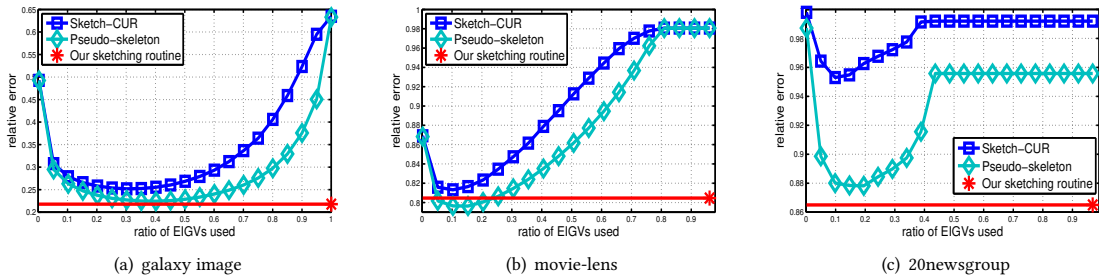 0.65
0.6
0.55
0.5
0.45
0.4
0.35
0.3
0.25
0.2
relative error
Sketch-CUR
Pseudo-skeleton
Our sketching routine
0 0.1 0.2 0.3 0.4 0.5 0.6 0.7 0.8 0.9 1
ratio of EIGVs used
(a) galaxy image
1
0.98
0.96
0.94
0.92
0.9
0.88
0.86
0.84
0.82
0.8
relative error
Sketch-CUR
Pseudo-skeleton
Our sketching routine
0 0.1 0.2 0.3 0.4 0.5 0.6 0.7 0.8 0.9
ratio of EIGVs used
(b) movie-lens
1
0.98
0.96
0.94
0.92
0.9
0.88
0.86
relative error
Sketch-CUR
Pseudo-skeleton
Our sketching routine
0 0.1 0.2 0.3 0.4 0.5 0.6 0.7 0.8 0.9
ratio of EIGVs used
(c) 20newsgroup